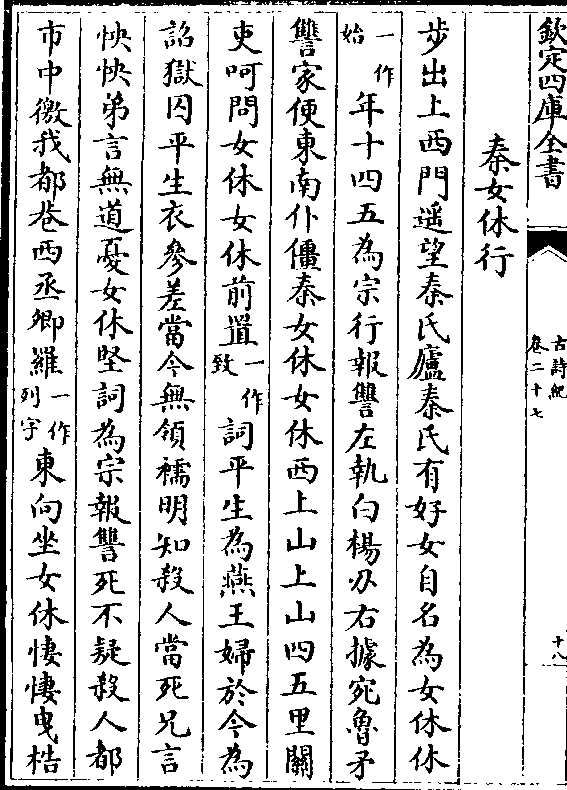 欽定四庫全書
古詩紀
卷二十七
十八
秦女休行
步出上西門遥望秦氏廬秦氏有好女自名為女休休
一作始年十四五為宗行報讐左執白楊刃右據宛魯矛
讐家便東南仆僵秦女休女休西上山上山四五里關
吏呵問女休女休前置一作致詞平生為燕王婦於今為
詔獄囚平生衣參差當今無領襦明知殺人當死兄言
怏怏弟言無道憂女休堅詞為宗報讐死不疑殺人都
市中徼我都巷西丞卿羅一作列字東向坐女休悽悽曳梏